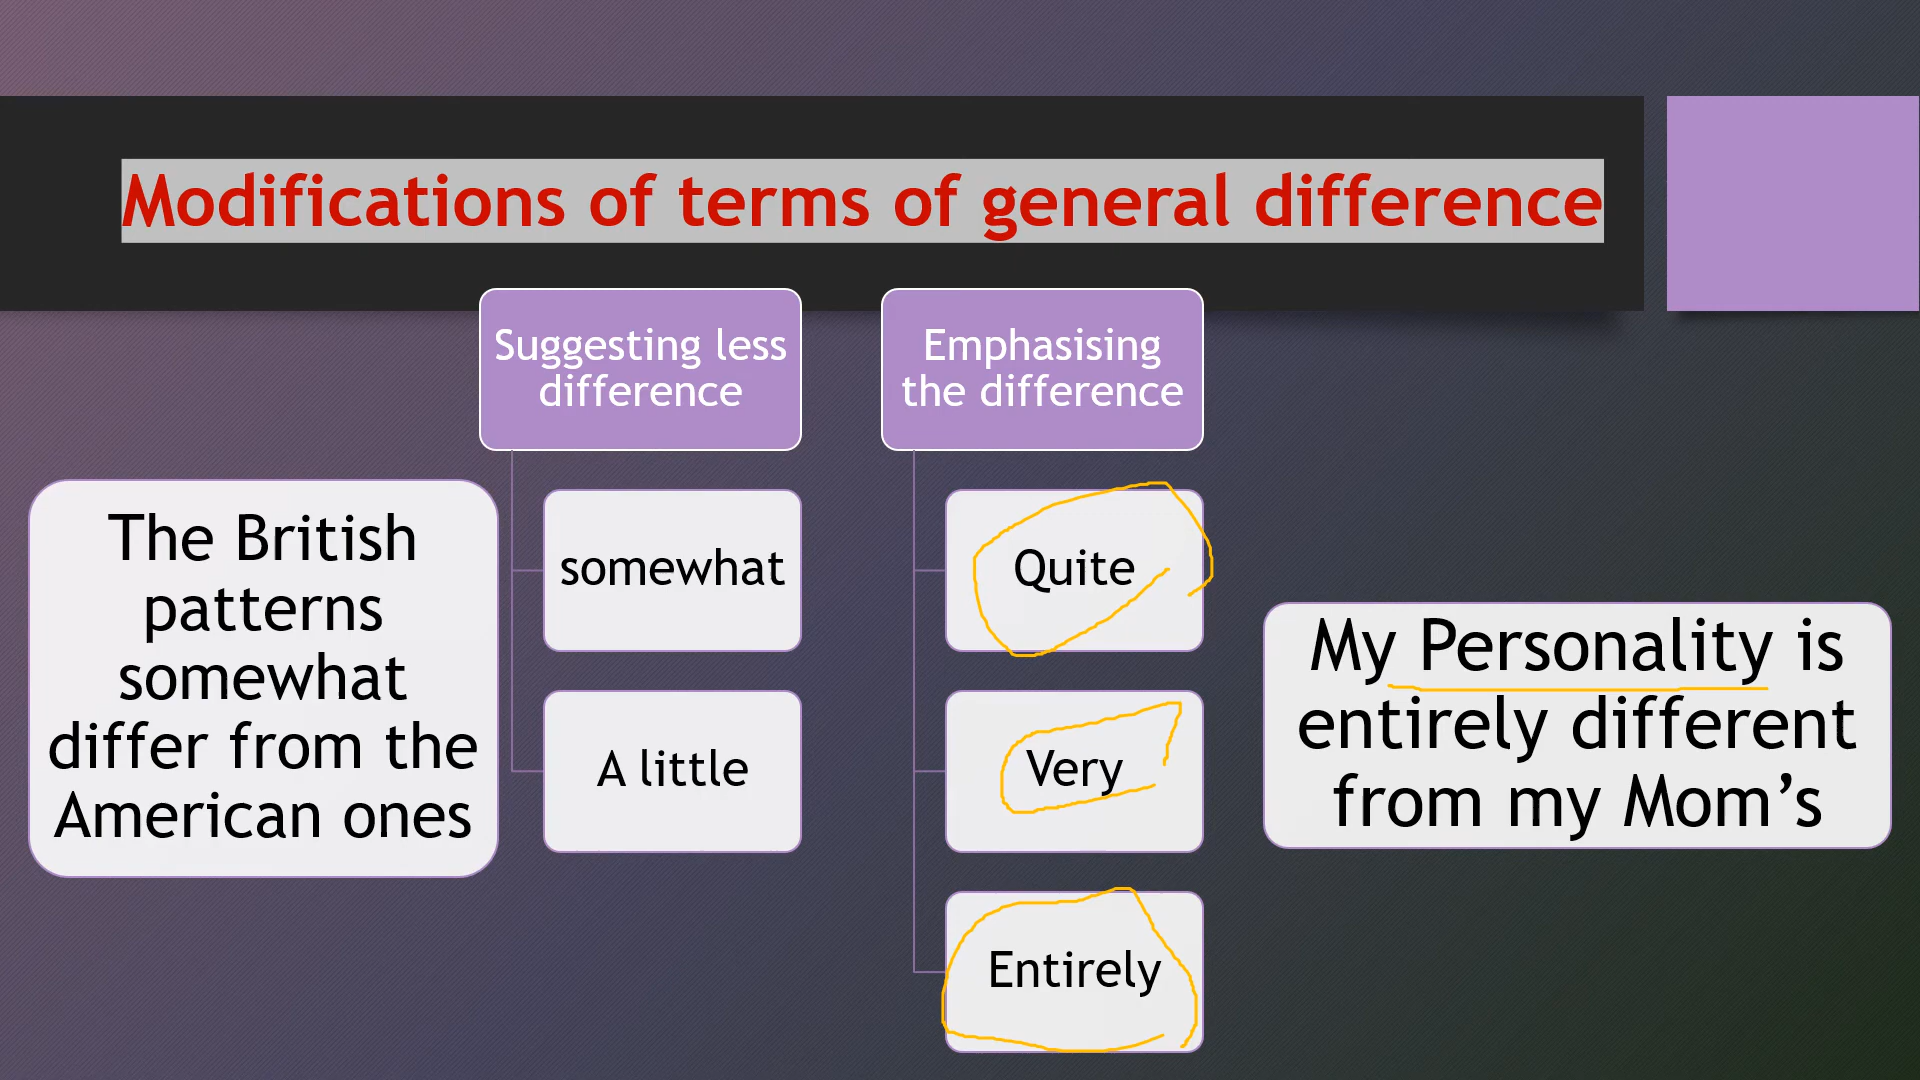 Modifications of terms of general difference
Suggesting less
difference
Emphasising
the difference
The British
patterns
somewhat
differ from the
American ones
somewhat
A little
Quite
Very
Entirely
My Personality is
entirely different
from my Mom’s